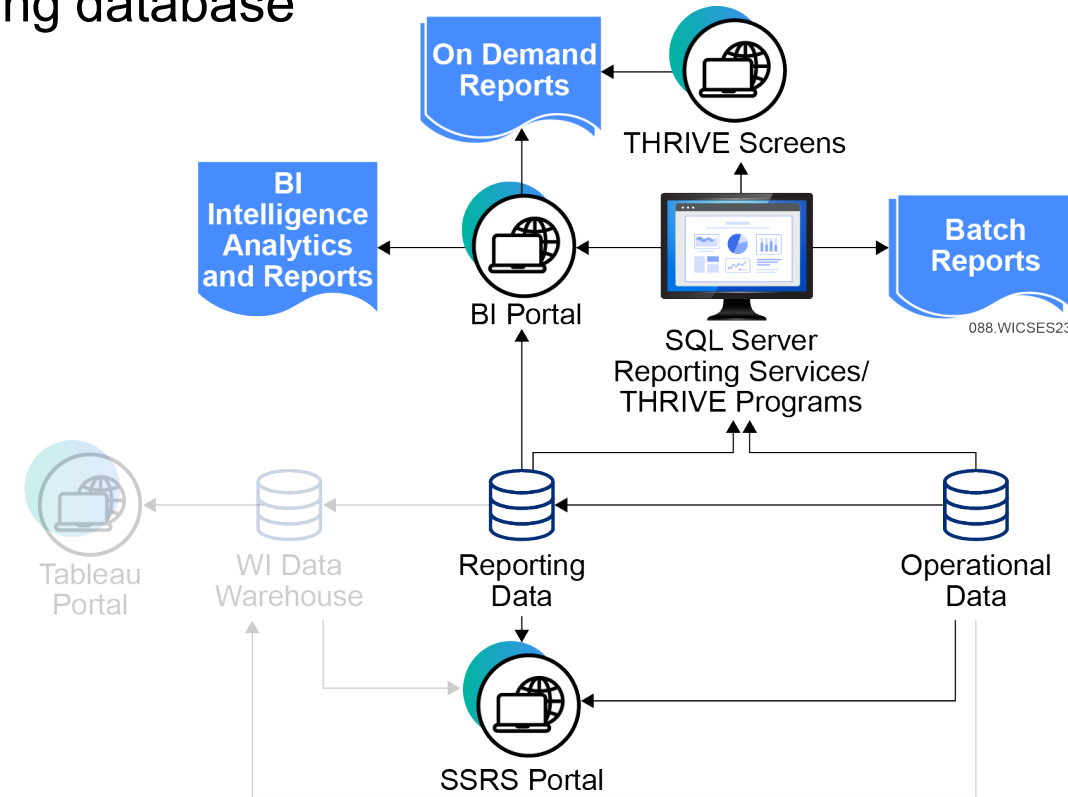 ng database
On Demand
Reports
THRIVE Screens
BI
Intelligence
Analytics
and Reports
Batch
Reports
BI Portal
088.WICSES23
SQL Server
Reporting Services/
THRIVE Programs
Tableau
Portal
WI Data
Warehouse
Reporting
Data
Operational
Data
SSRS Portal